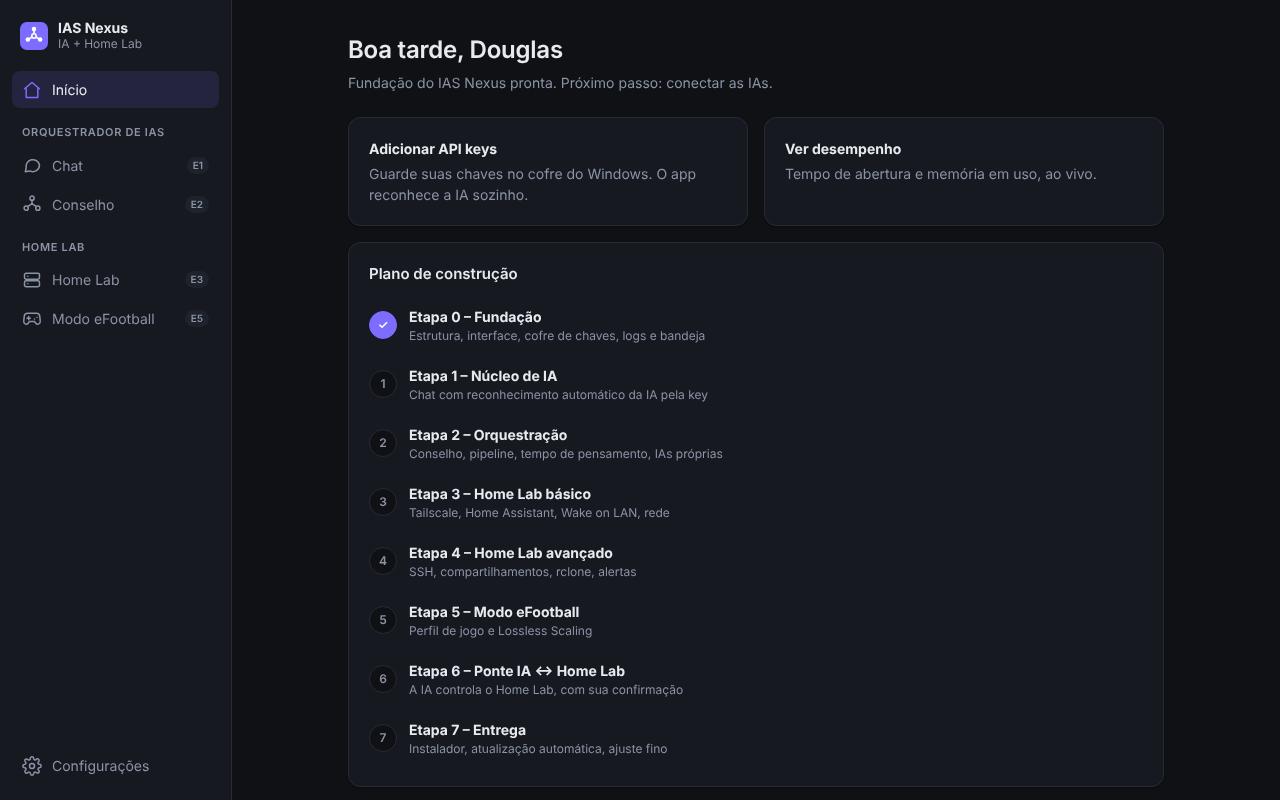 IAS Nexus
IA + Home Lab
Início
ORQUESTRADOR DE IAS
Chat E1
Conselho E2
HOME LAB
Home Lab E3
Modo eFootball E5
Configurações
Boa tarde, Douglas
Fundação do IAS Nexus pronta. Próximo passo: conectar as IAs.
Adicionar API keys
Guarde suas chaves no cofre do Windows. O app
reconhece a IA sozinho.
Ver desempenho
Tempo de abertura e memória em uso, ao vivo.
Plano de construção
Etapa 0 – Fundação
Estrutura, interface, cofre de chaves, logs e bandeja
1 Etapa 1 – Núcleo de IA
Chat com reconhecimento automático da IA pela key
2 Etapa 2 – Orquestração
Conselho, pipeline, tempo de pensamento, IAs próprias
3 Etapa 3 – Home Lab básico
Tailscale, Home Assistant, Wake on LAN, rede
4 Etapa 4 – Home Lab avançado
SSH, compartilhamentos, rclone, alertas
5 Etapa 5 – Modo eFootball
Perfil de jogo e Lossless Scaling
6 Etapa 6 – Ponte IA ↔ Home Lab
A IA controla o Home Lab, com sua confirmação
7 Etapa 7 – Entrega
Instalador, atualização automática, ajuste fino